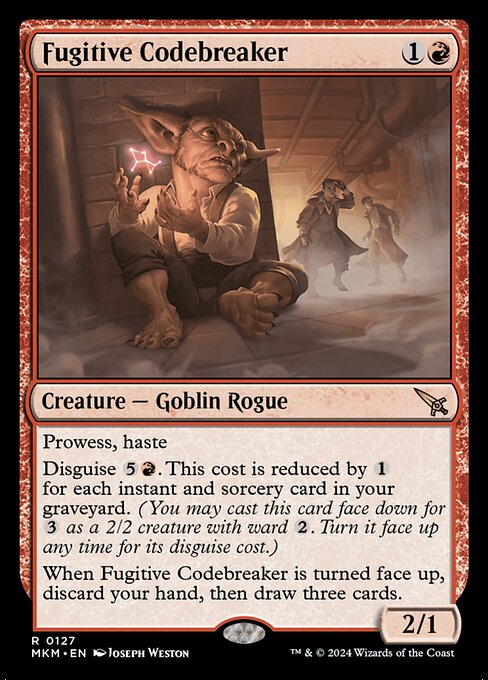 Fugitive Codebreaker 1
Creature — Goblin Rogue
Prowess, haste
Disguise 5. This cost is reduced by 1
for each instant and sorcery card in your
graveyard. (You may cast this card face down for
3 as a 2/2 creature with ward 2. Turn it face up
any time for its disguise cost.)
When Fugitive Codebreaker is turned face up,
discard your hand, then draw three cards.
2/1
R 0127
MKM • EN Joseph Weston
™ & © 2024 Wizards of the Coast